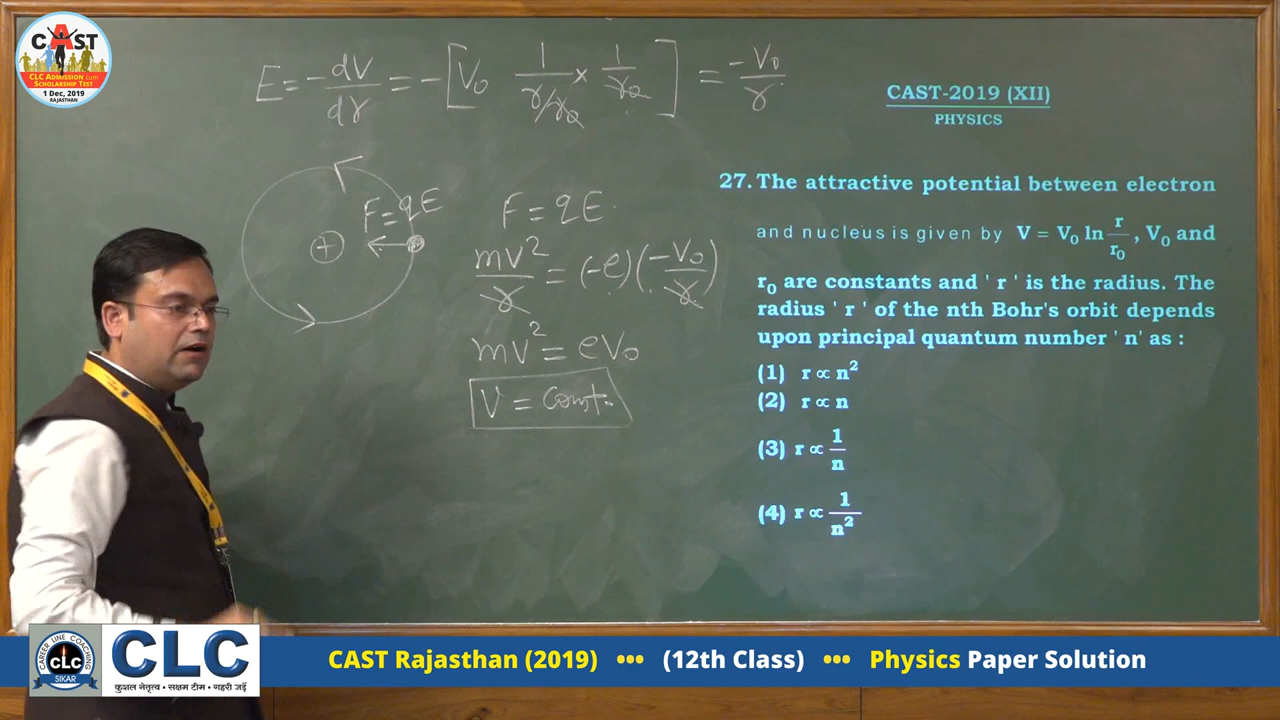 CAST
CLC ADMISSION cum
SCHOLARSHIP TEST
1 Dec, 2019
RAJASTHAN
E = -dV/dr = -[V₀ 1/(r/r₀) × 1/r₀] = -V₀/r
F = qE
+
F = qE
mv²/r = (-e)(-V₀/r)
mv² = eV₀
V = Const.
CAST-2019 (XII)
PHYSICS
27. The attractive potential between electron
and nucleus is given by V = V₀ ln r/r₀ , V₀ and
r₀ are constants and ' r ' is the radius. The
radius ' r ' of the nth Bohr's orbit depends
upon principal quantum number ' n' as :
(1) r ∝ n²
(2) r ∝ n
(3) r ∝ 1/n
(4) r ∝ 1/n²
CAREER LINE COACHING
CLC
SIKAR
CLC
कुशल नेतृत्व • सक्षम टीम • गहरी जड़ें
CAST Rajasthan (2019) ••• (12th Class) ••• Physics Paper Solution